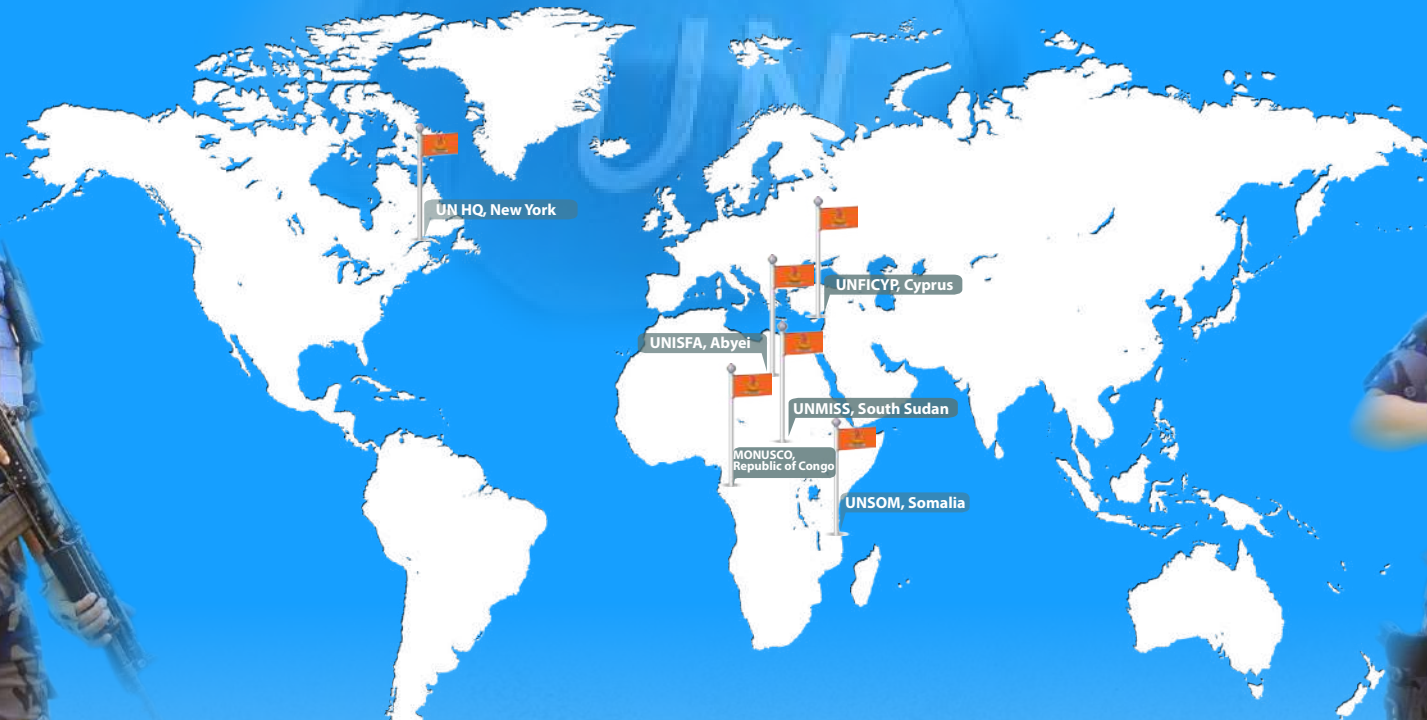 UN
UN HQ, New York
UNFICYP, Cyprus
UNISFA, Abyei
UNMISS, South Sudan
MONUSCO,
Republic of Congo
UNSOM, Somalia